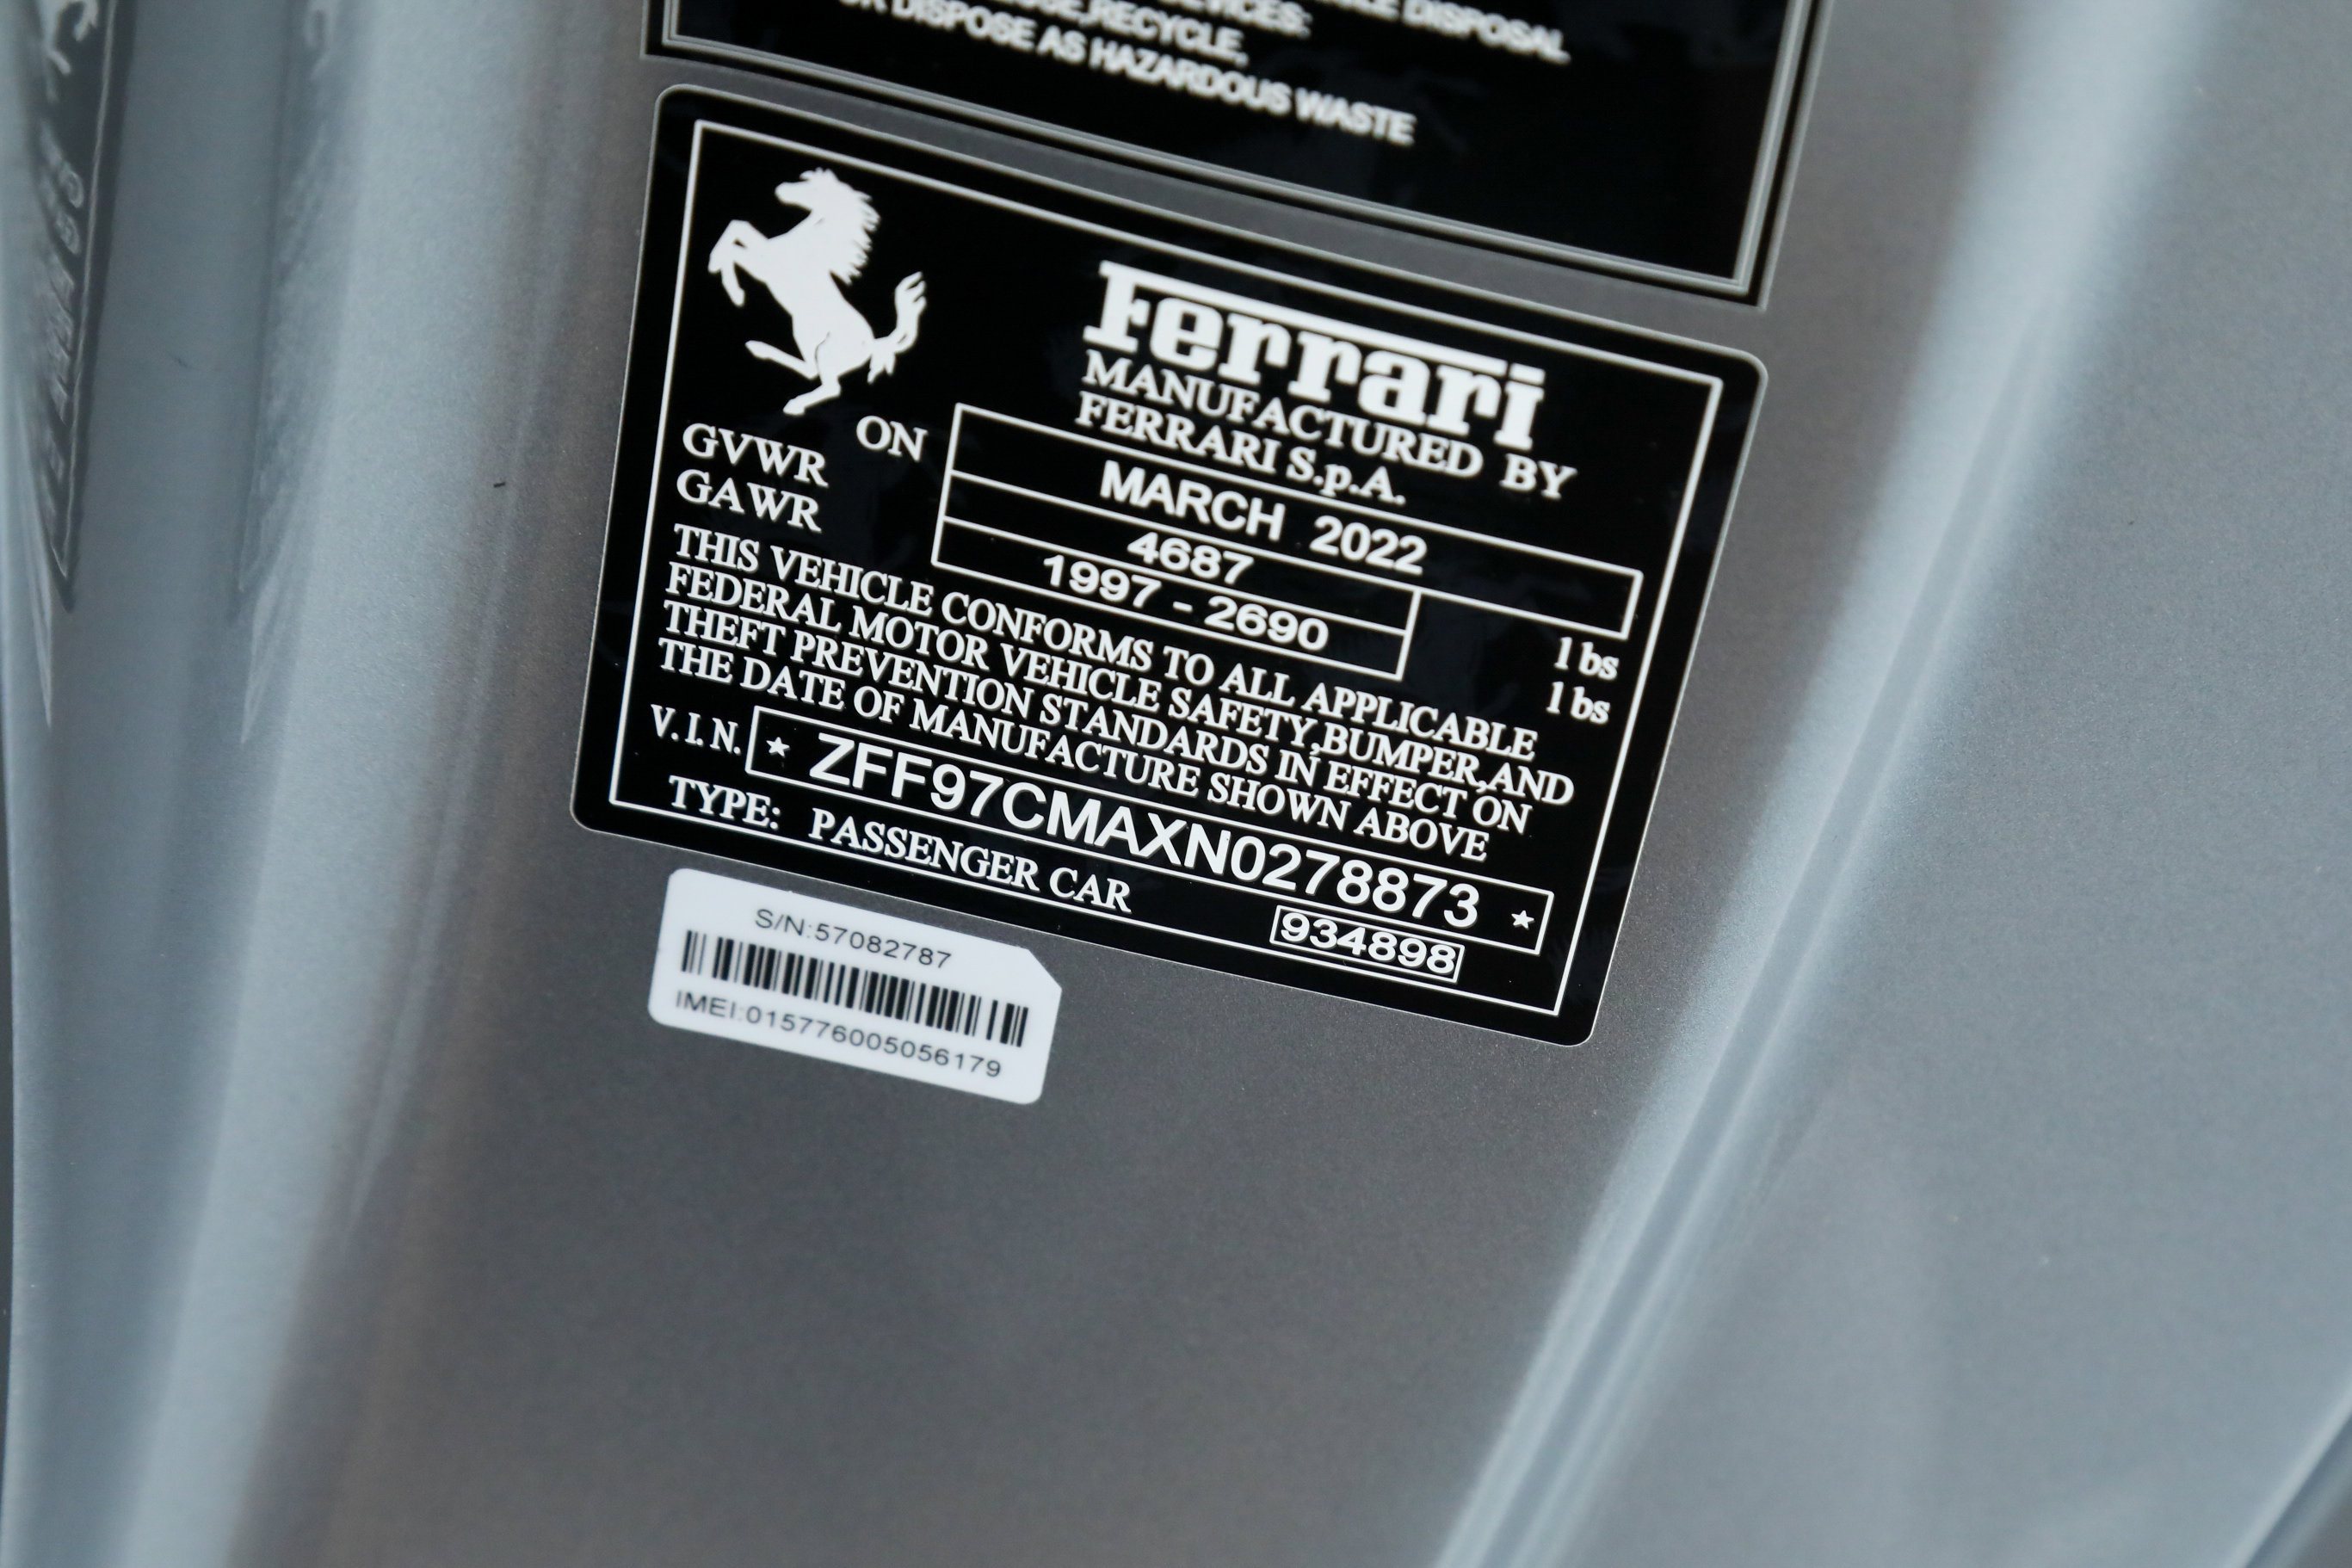 DISPOSAL
RECYCLE,
OR DISPOSE AS HAZARDOUS WASTE
Ferrari
MANUFACTURED BY
FERRARI S.p.A.
ON MARCH 2022
GVWR 4687 lbs
GAWR 1997 - 2690 lbs
THIS VEHICLE CONFORMS TO ALL APPLICABLE
FEDERAL MOTOR VEHICLE SAFETY,BUMPER,AND
THEFT PREVENTION STANDARDS IN EFFECT ON
THE DATE OF MANUFACTURE SHOWN ABOVE
V.I.N. ★ ZFF97CMAXN0278873 ★
TYPE: PASSENGER CAR
934898
S/N:57082787
IMEI:015776005056179